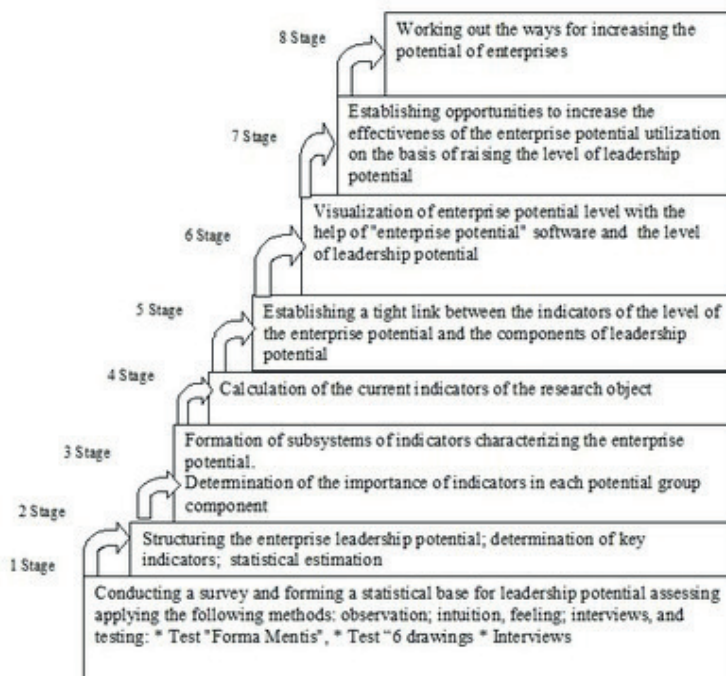 8 Stage
Working out the ways for increasing the
potential of enterprises
7 Stage
Establishing opportunities to increase the
effectiveness of the enterprise potential utilization
on the basis of raising the level of leadership
potential
6 Stage
Visualization of enterprise potential level with the
help of "enterprise potential" software and the level
of leadership potential
5 Stage
Establishing a tight link between the indicators of the level of
the enterprise potential and the components of leadership
potential
4 Stage
Calculation of the current indicators of the research object
3 Stage
Formation of subsystems of indicators characterizing the enterprise
potential.
Determination of the importance of indicators in each potential group
component
2 Stage
Structuring the enterprise leadership potential; determination of key
indicators; statistical estimation
1 Stage
Conducting a survey and forming a statistical base for leadership potential assessing
applying the following methods: observation; intuition, feeling; interviews, and
testing: * Test "Forma Mentis", * Test “6 drawings * Interviews